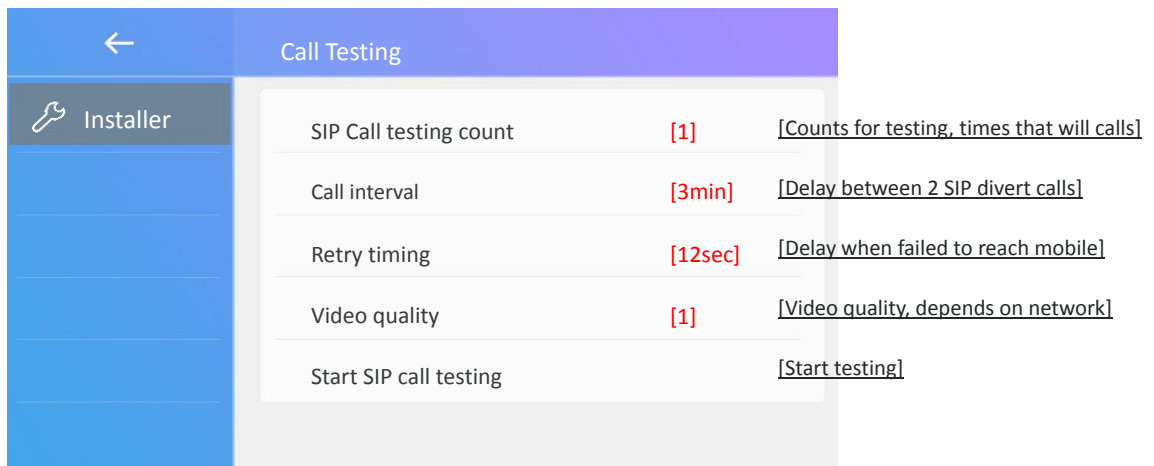 Call Testing
Installer
SIP Call testing count [1] [Counts for testing, times that will calls]
Call interval [3min] [Delay between 2 SIP divert calls]
Retry timing [12sec] [Delay when failed to reach mobile]
Video quality [1] [Video quality, depends on network]
Start SIP call testing [Start testing]